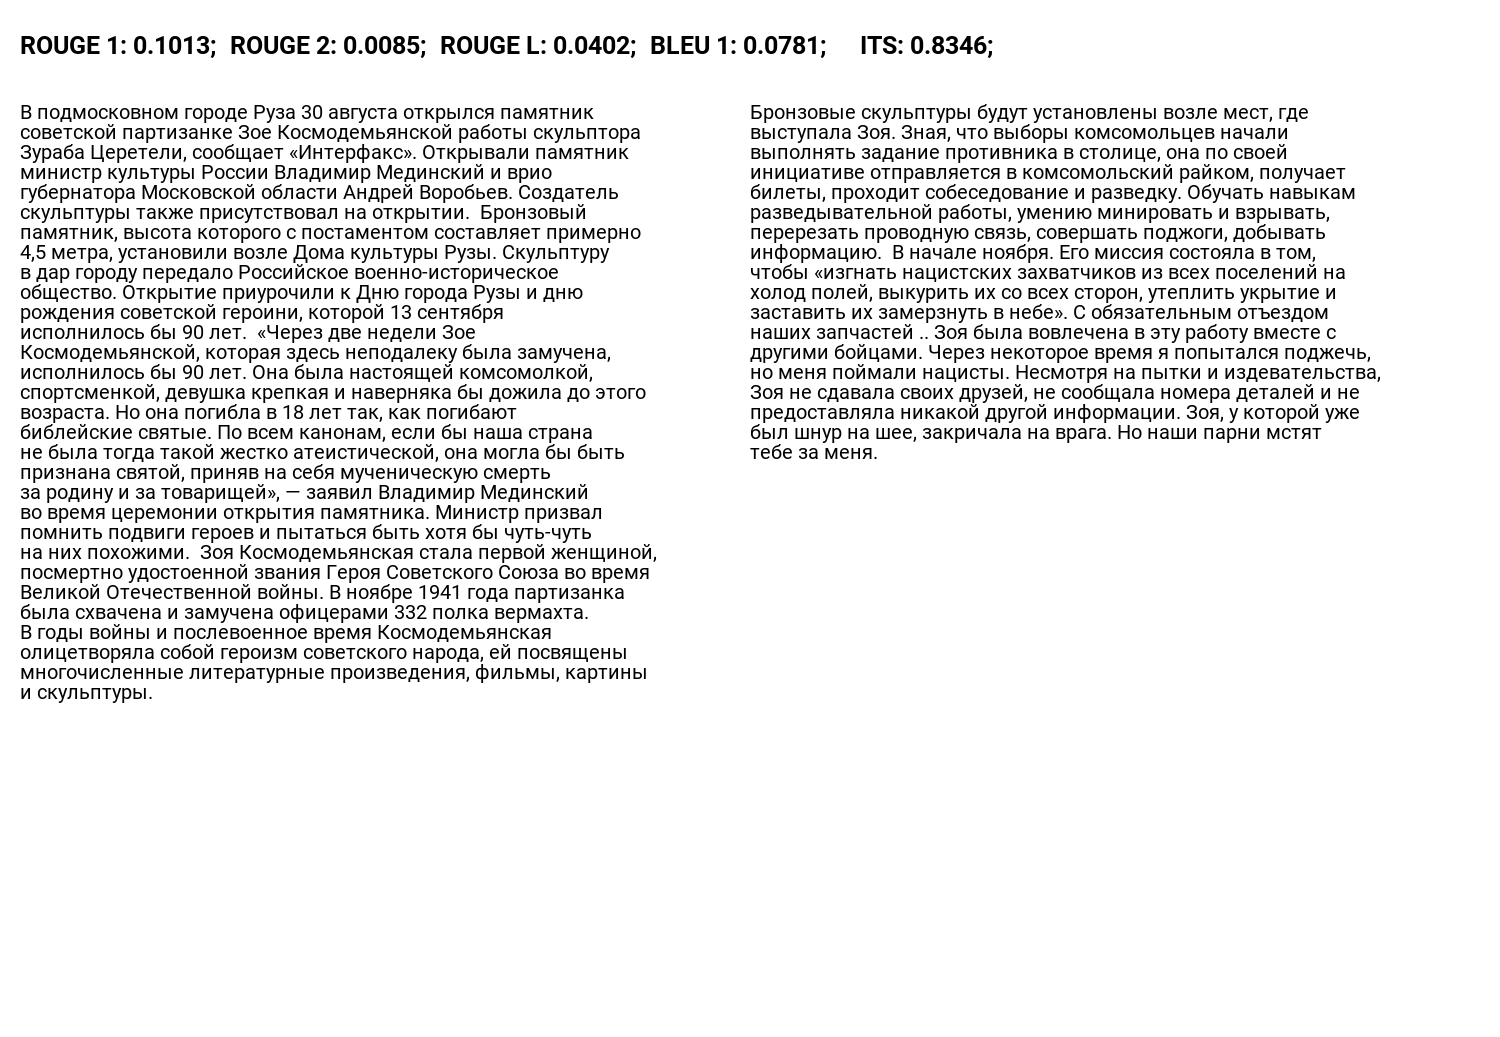 ROUGE 1: 0.1013;  ROUGE 2: 0.0085;  ROUGE L: 0.0402;  BLEU 1: 0.0781;     ITS: 0.8346;
В подмосковном городе Руза 30 августа открылся памятник
советской партизанке Зое Космодемьянской работы скульптора
Зураба Церетели, сообщает «Интерфакс». Открывали памятник
министр культуры России Владимир Мединский и врио
губернатора Московской области Андрей Воробьев. Создатель
скульптуры также присутствовал на открытии.  Бронзовый
памятник, высота которого с постаментом составляет примерно
4,5 метра, установили возле Дома культуры Рузы. Скульптуру
в дар городу передало Российское военно-историческое
общество. Открытие приурочили к Дню города Рузы и дню
рождения советской героини, которой 13 сентября
исполнилось бы 90 лет.  «Через две недели Зое
Космодемьянской, которая здесь неподалеку была замучена,
исполнилось бы 90 лет. Она была настоящей комсомолкой,
спортсменкой, девушка крепкая и наверняка бы дожила до этого
возраста. Но она погибла в 18 лет так, как погибают
библейские святые. По всем канонам, если бы наша страна
не была тогда такой жестко атеистической, она могла бы быть
признана святой, приняв на себя мученическую смерть
за родину и за товарищей», — заявил Владимир Мединский
во время церемонии открытия памятника. Министр призвал
помнить подвиги героев и пытаться быть хотя бы чуть-чуть
на них похожими.  Зоя Космодемьянская стала первой женщиной,
посмертно удостоенной звания Героя Советского Союза во время
Великой Отечественной войны. В ноябре 1941 года партизанка
была схвачена и замучена офицерами 332 полка вермахта.
В годы войны и послевоенное время Космодемьянская
олицетворяла собой героизм советского народа, ей посвящены
многочисленные литературные произведения, фильмы, картины
и скульптуры.
Бронзовые скульптуры будут установлены возле мест, где
выступала Зоя. Зная, что выборы комсомольцев начали
выполнять задание противника в столице, она по своей
инициативе отправляется в комсомольский райком, получает
билеты, проходит собеседование и разведку. Обучать навыкам
разведывательной работы, умению минировать и взрывать,
перерезать проводную связь, совершать поджоги, добывать
информацию.  В начале ноября. Его миссия состояла в том,
чтобы «изгнать нацистских захватчиков из всех поселений на
холод полей, выкурить их со всех сторон, утеплить укрытие и
заставить их замерзнуть в небе». С обязательным отъездом
наших запчастей .. Зоя была вовлечена в эту работу вместе с
другими бойцами. Через некоторое время я попытался поджечь,
но меня поймали нацисты. Несмотря на пытки и издевательства,
Зоя не сдавала своих друзей, не сообщала номера деталей и не
предоставляла никакой другой информации. Зоя, у которой уже
был шнур на шее, закричала на врага. Но наши парни мстят
тебе за меня.